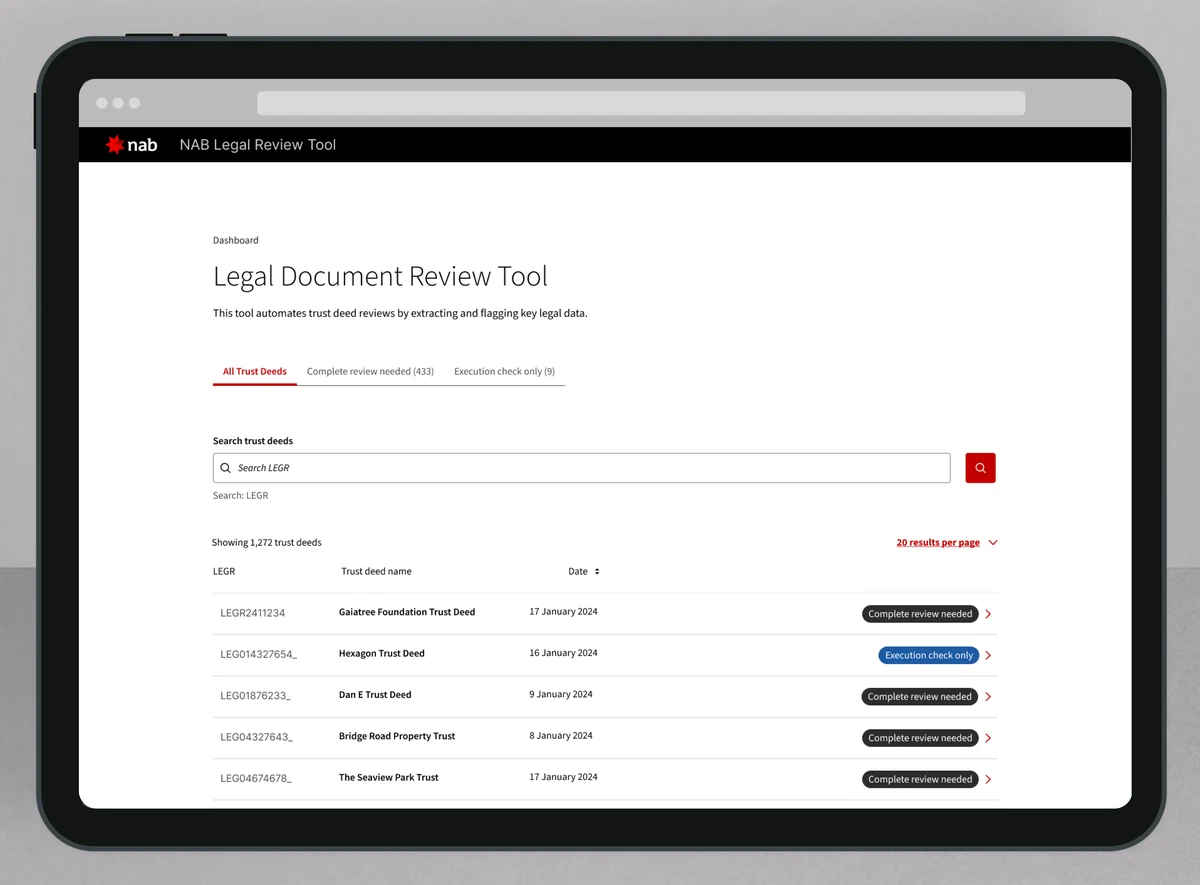 nab NAB Legal Review Tool
Dashboard
Legal Document Review Tool
This tool automates trust deed reviews by extracting and flagging key legal data.
All Trust Deeds Complete review needed (433) Execution check only (9)
Search trust deeds
Search LEGR
Search: LEGR
Showing 1,272 trust deeds 20 results per page
LEGR Trust deed name Date
LEGR2411234 Gaiatree Foundation Trust Deed 17 January 2024 Complete review needed
LEG014327654_ Hexagon Trust Deed 16 January 2024 Execution check only
LEG01876233_ Dan E Trust Deed 9 January 2024 Complete review needed
LEG04327643_ Bridge Road Property Trust 8 January 2024 Complete review needed
LEG04674678_ The Seaview Park Trust 17 January 2024 Complete review needed